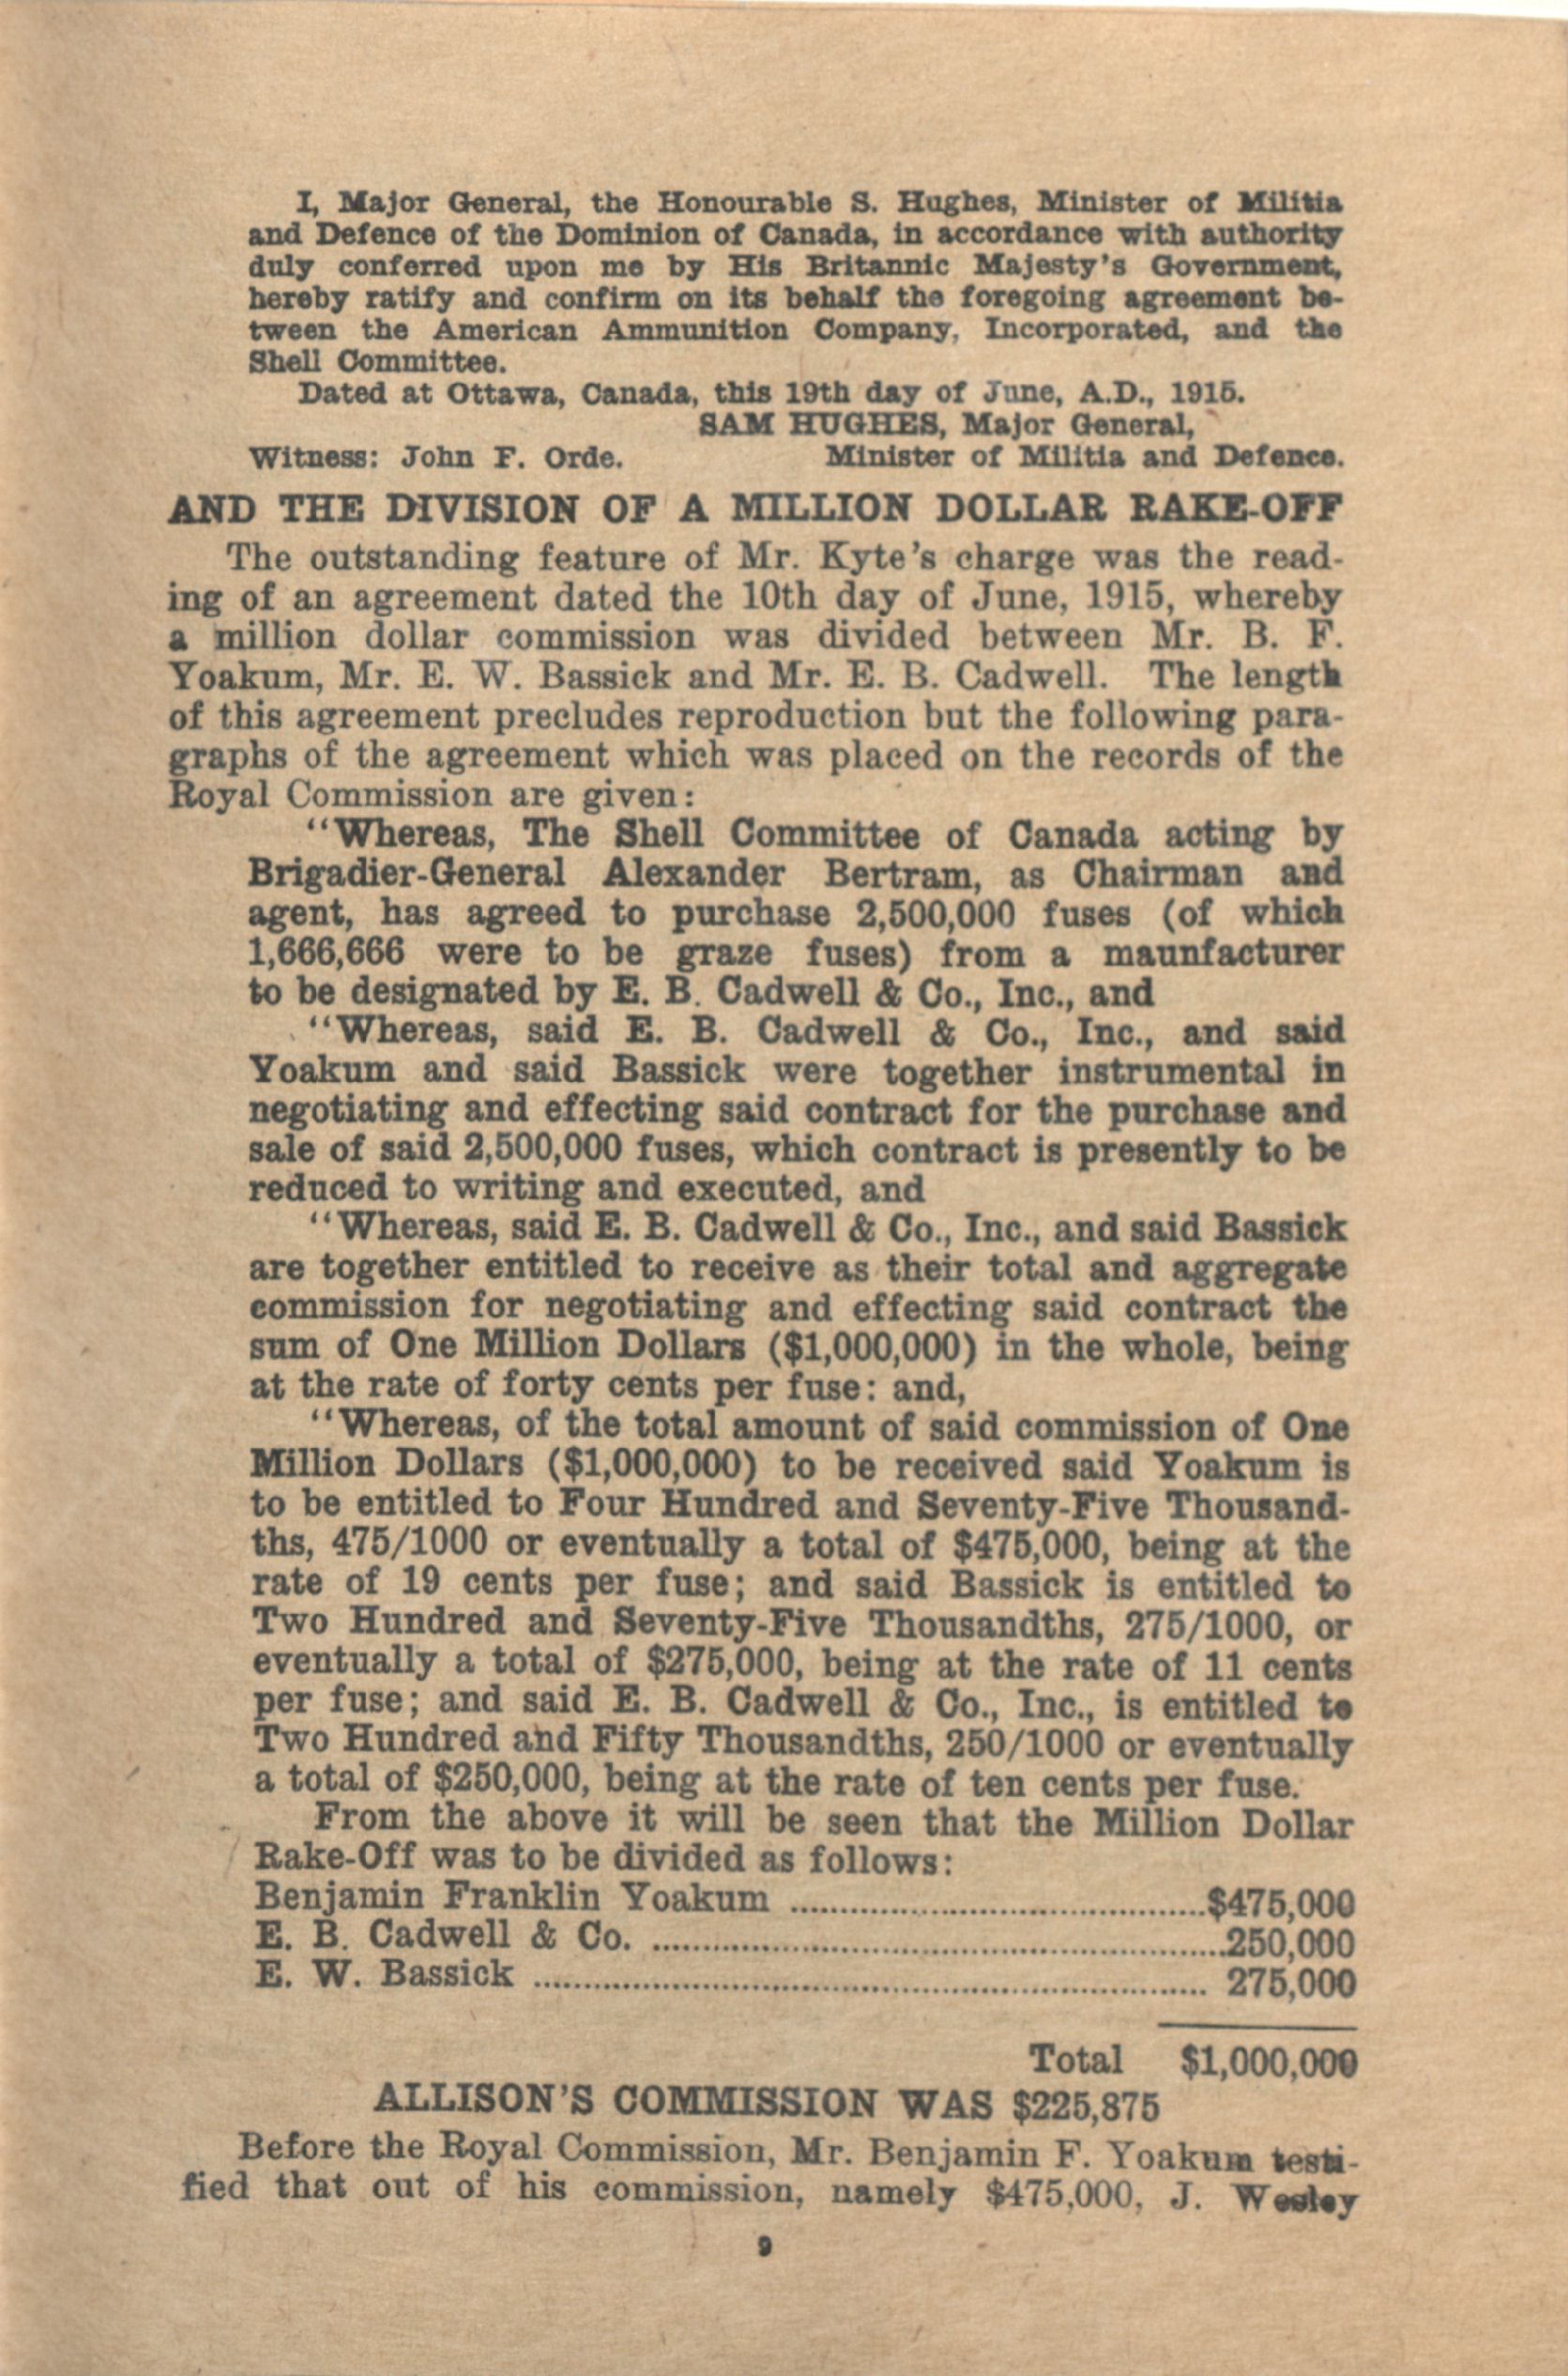 I, Major General, the Honourable S. Hughes, Minister of Militia
and Defence of the Dominion of Canada, in accordance with authority
duly conferred upon me by His Britannic Majesty's Government,
hereby ratify and confirm on its behalf the foregoing agreement be-
tween the American Ammunition Company, Incorporated, and the
Shell Committee.
Dated at Ottawa, Canada, this 19th day of June, A.D., 1915.
SAM HUGHES, Major General,
Witness: John F. Orde. Minister of Militia and Defence.
AND THE DIVISION OF A MILLION DOLLAR RAKE-OFF
The outstanding feature of Mr. Kyte's charge was the read-
ing of an agreement dated the 10th day of June, 1915, whereby
a million dollar commission was divided between Mr. B. F.
Yoakum, Mr. E. W. Bassick and Mr. E. B. Cadwell. The length
of this agreement precludes reproduction but the following para-
graphs of the agreement which was placed on the records of the
Royal Commission are given:
"Whereas, The Shell Committee of Canada acting by
Brigadier-General Alexander Bertram, as Chairman and
agent, has agreed to purchase 2,500,000 fuses (of which
1,666,666 were to be graze fuses) from a maunfacturer
to be designated by E. B. Cadwell & Co., Inc., and
"Whereas, said E. B. Cadwell & Co., Inc., and said
Yoakum and said Bassick were together instrumental in
negotiating and effecting said contract for the purchase and
sale of said 2,500,000 fuses, which contract is presently to be
reduced to writing and executed, and
"Whereas, said E. B. Cadwell & Co., Inc., and said Bassick
are together entitled to receive as their total and aggregate
commission for negotiating and effecting said contract the
sum of One Million Dollars ($1,000,000) in the whole, being
at the rate of forty cents per fuse: and,
"Whereas, of the total amount of said commission of One
Million Dollars ($1,000,000) to be received said Yoakum is
to be entitled to Four Hundred and Seventy-Five Thousand-
ths, 475/1000 or eventually a total of $475,000, being at the
rate of 19 cents per fuse; and said Bassick is entitled to
Two Hundred and Seventy-Five Thousandths, 275/1000, or
eventually a total of $275,000, being at the rate of 11 cents
per fuse; and said E. B. Cadwell & Co., Inc., is entitled to
Two Hundred and Fifty Thousandths, 250/1000 or eventually
a total of $250,000, being at the rate of ten cents per fuse.
From the above it will be seen that the Million Dollar
Rake-Off was to be divided as follows:
Benjamin Franklin Yoakum ........................................$475,000
E. B. Cadwell & Co. ........................................................250,000
E. W. Bassick .................................................................... 275,000
Total $1,000,000
ALLISON'S COMMISSION WAS $225,875
Before the Royal Commission, Mr. Benjamin F. Yoakum testi-
fied that out of his commission, namely $475,000, J. Wesley
9